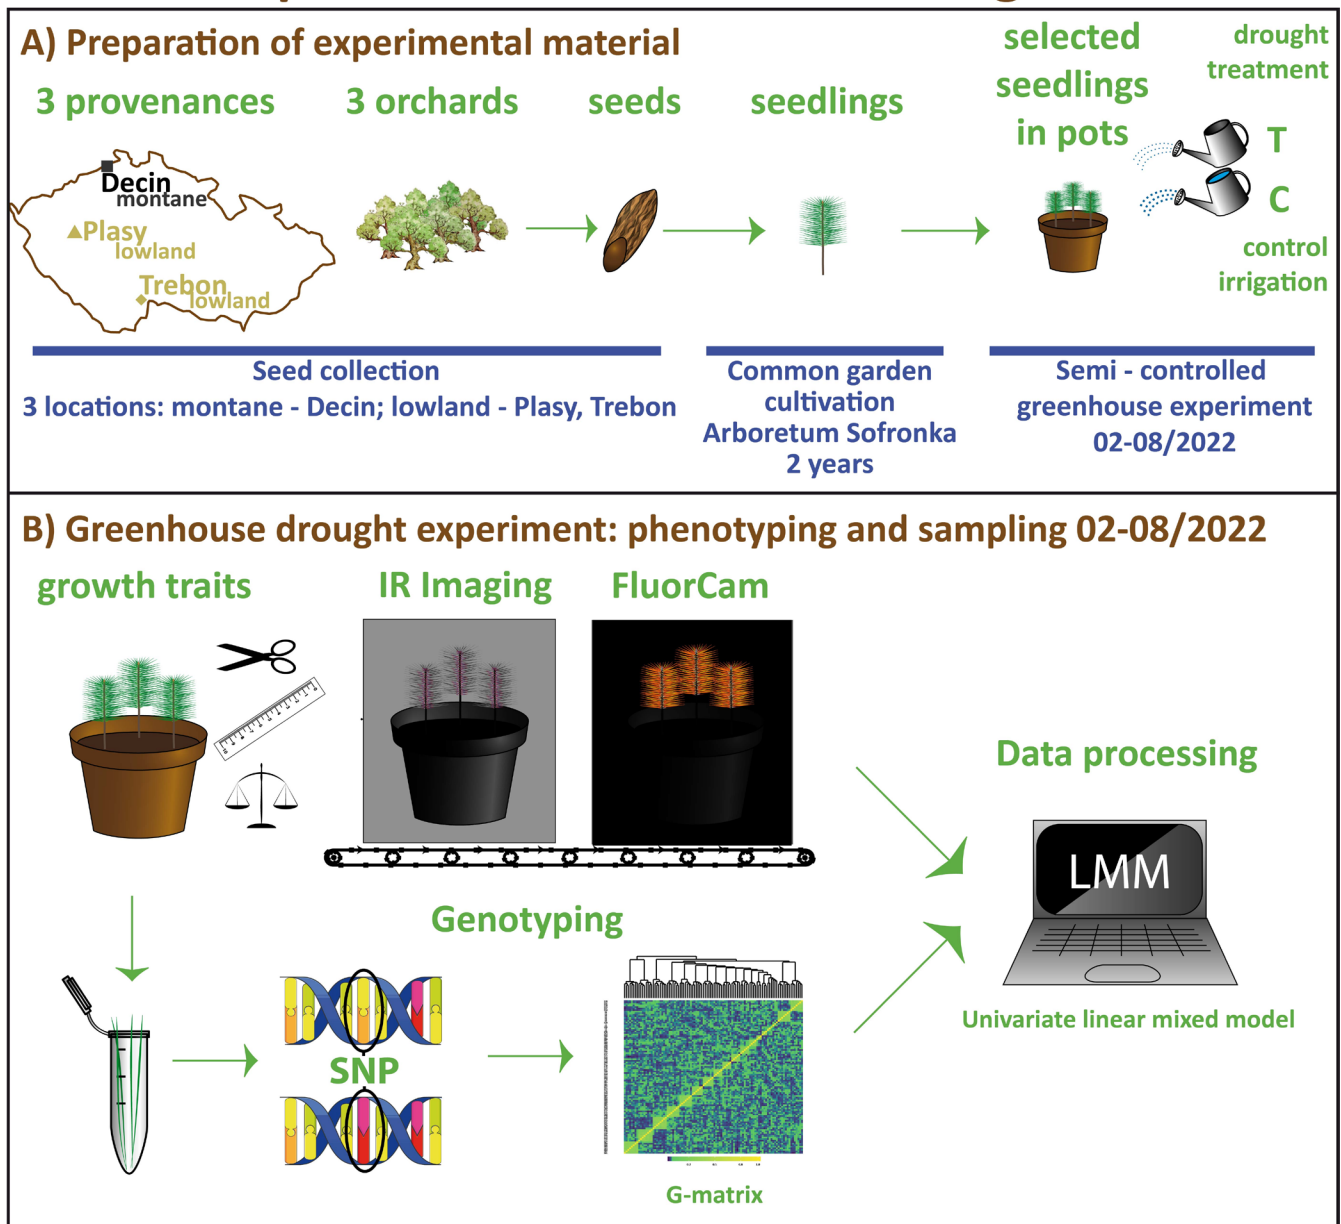 A) Preparation of experimental material
3 provenances
3 orchards
seeds
seedlings
selected
seedlings
in pots
drought
treatment
T
C
control
irrigation
Decin
montane
Plasy
lowland
Trebon
lowland
Seed collection
3 locations: montane - Decin; lowland - Plasy, Trebon
Common garden
cultivation
Arboretum Sofronka
2 years
Semi - controlled
greenhouse experiment
02-08/2022
B) Greenhouse drought experiment: phenotyping and sampling 02-08/2022
growth traits
IR Imaging
FluorCam
Data processing
LMM
Univariate linear mixed model
Genotyping
SNP
G-matrix